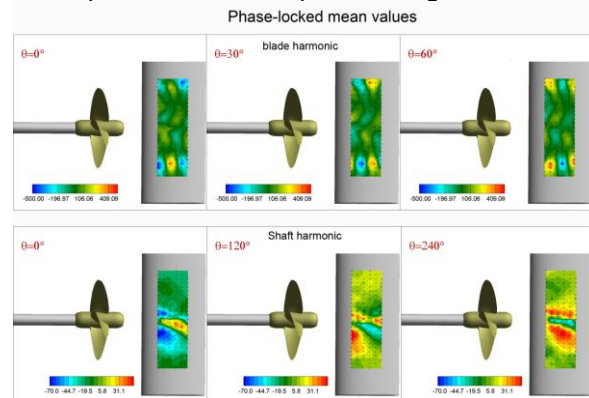 Phase-locked mean values
blade harmonic
θ=0°
θ=30°
θ=60°
-500.00 -196.97 106.06 409.09
-500.00 -196.97 106.06 409.09
-500.00 -196.97 106.06 409.09
Shaft harmonic
θ=0°
θ=120°
θ=240°
-70.0 -44.7 -19.5 5.8 31.1
-70.0 -44.7 -19.5 5.8 31.1
-70.0 -44.7 -19.5 5.8 31.1